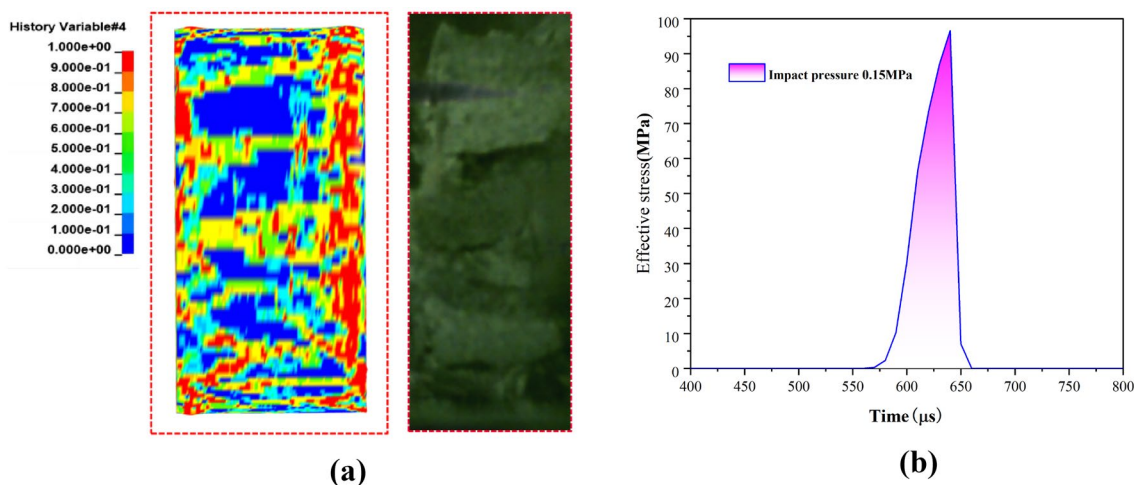 History Variable#4
1.000e+00
9.000e-01
8.000e-01
7.000e-01
6.000e-01
5.000e-01
4.000e-01
3.000e-01
2.000e-01
1.000e-01
0.000e+00
(a)
Effective stress(MPa)
100
90
80
70
60
50
40
30
20
10
0
Impact pressure 0.15MPa
400 450 500 550 600 650 700 750 800
Time(μs)
(b)